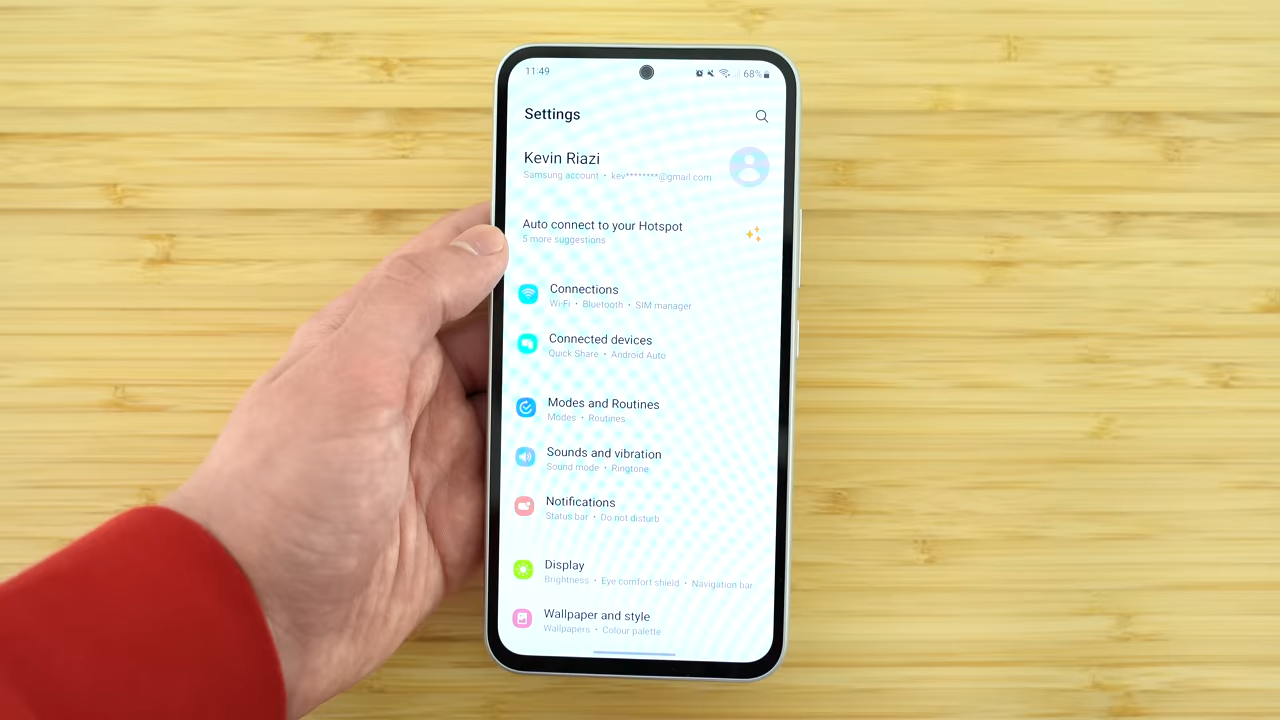 11:49
68%
Settings
Kevin Riazi
Samsung account • kev********@gmail.com
Auto connect to your Hotspot
5 more suggestions
Connections
Wi-Fi • Bluetooth • SIM manager
Connected devices
Quick Share • Android Auto
Modes and Routines
Modes • Routines
Sounds and vibration
Sound mode • Ringtone
Notifications
Status bar • Do not disturb
Display
Brightness • Eye comfort shield • Navigation bar
Wallpaper and style
Wallpapers • Colour palette